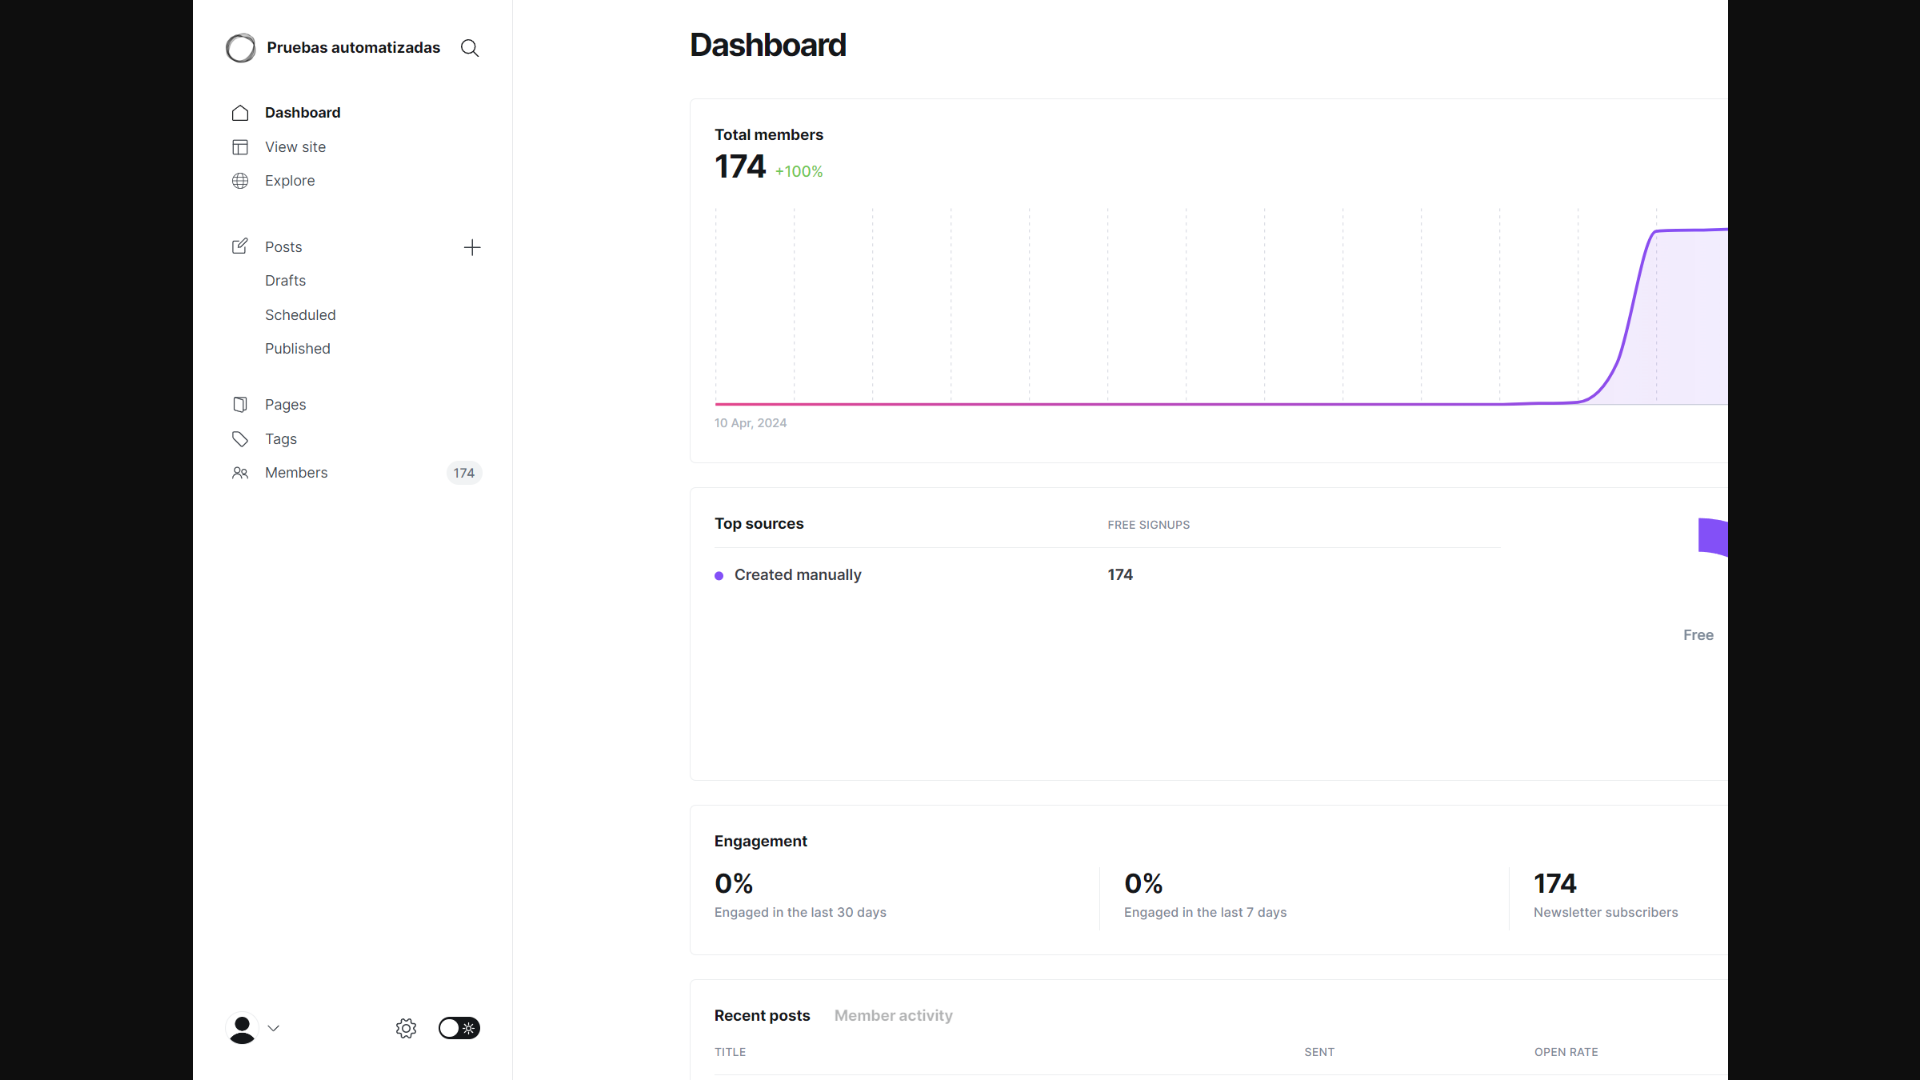 Pruebas automatizadas
Dashboard
View site
Explore
Posts
Drafts
Scheduled
Published
Pages
Tags
Members 174
Dashboard
Total members
174 +100%
10 Apr, 2024
Top sources FREE SIGNUPS
Created manually 174
Free
Engagement
0% 0% 174
Engaged in the last 30 days Engaged in the last 7 days Newsletter subscribers
Recent posts Member activity
TITLE SENT OPEN RATE